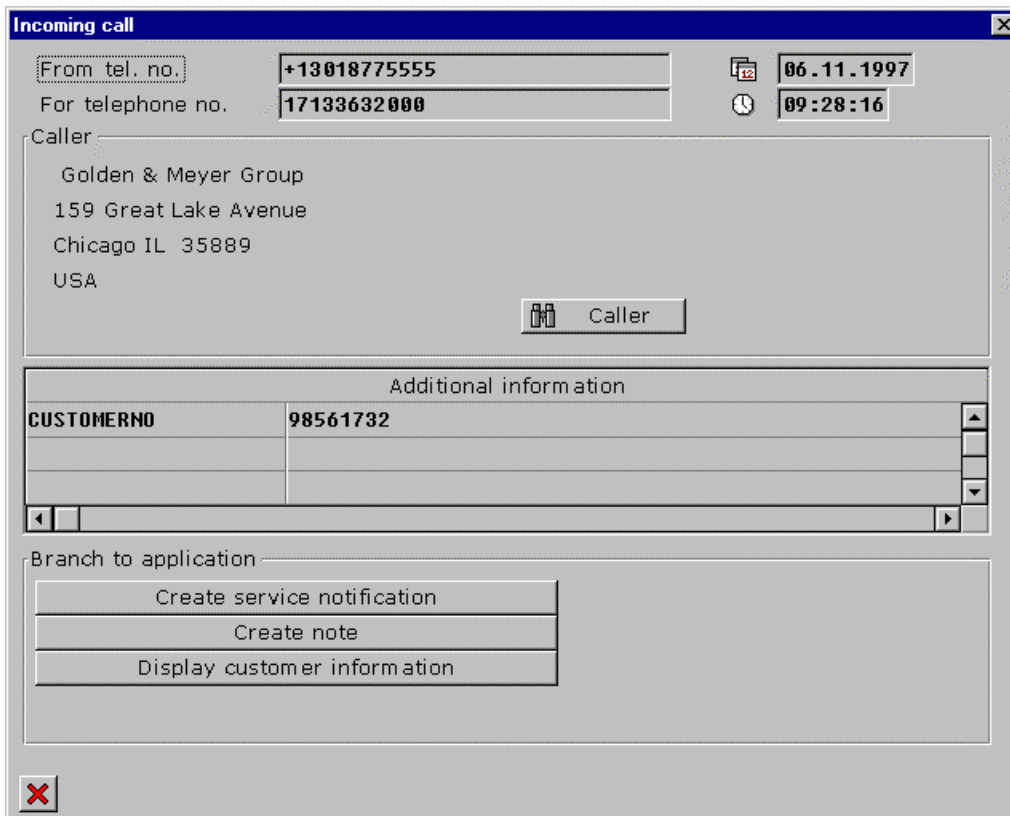 Incoming call
From tel. no. +13018775555 12 06.11.1997
For telephone no. 17133632000 09:28:16
Caller
Golden & Meyer Group
159 Great Lake Avenue
Chicago IL 35889
USA
Caller
Additional information
CUSTOMERNO 98561732
Branch to application
Create service notification
Create note
Display customer information